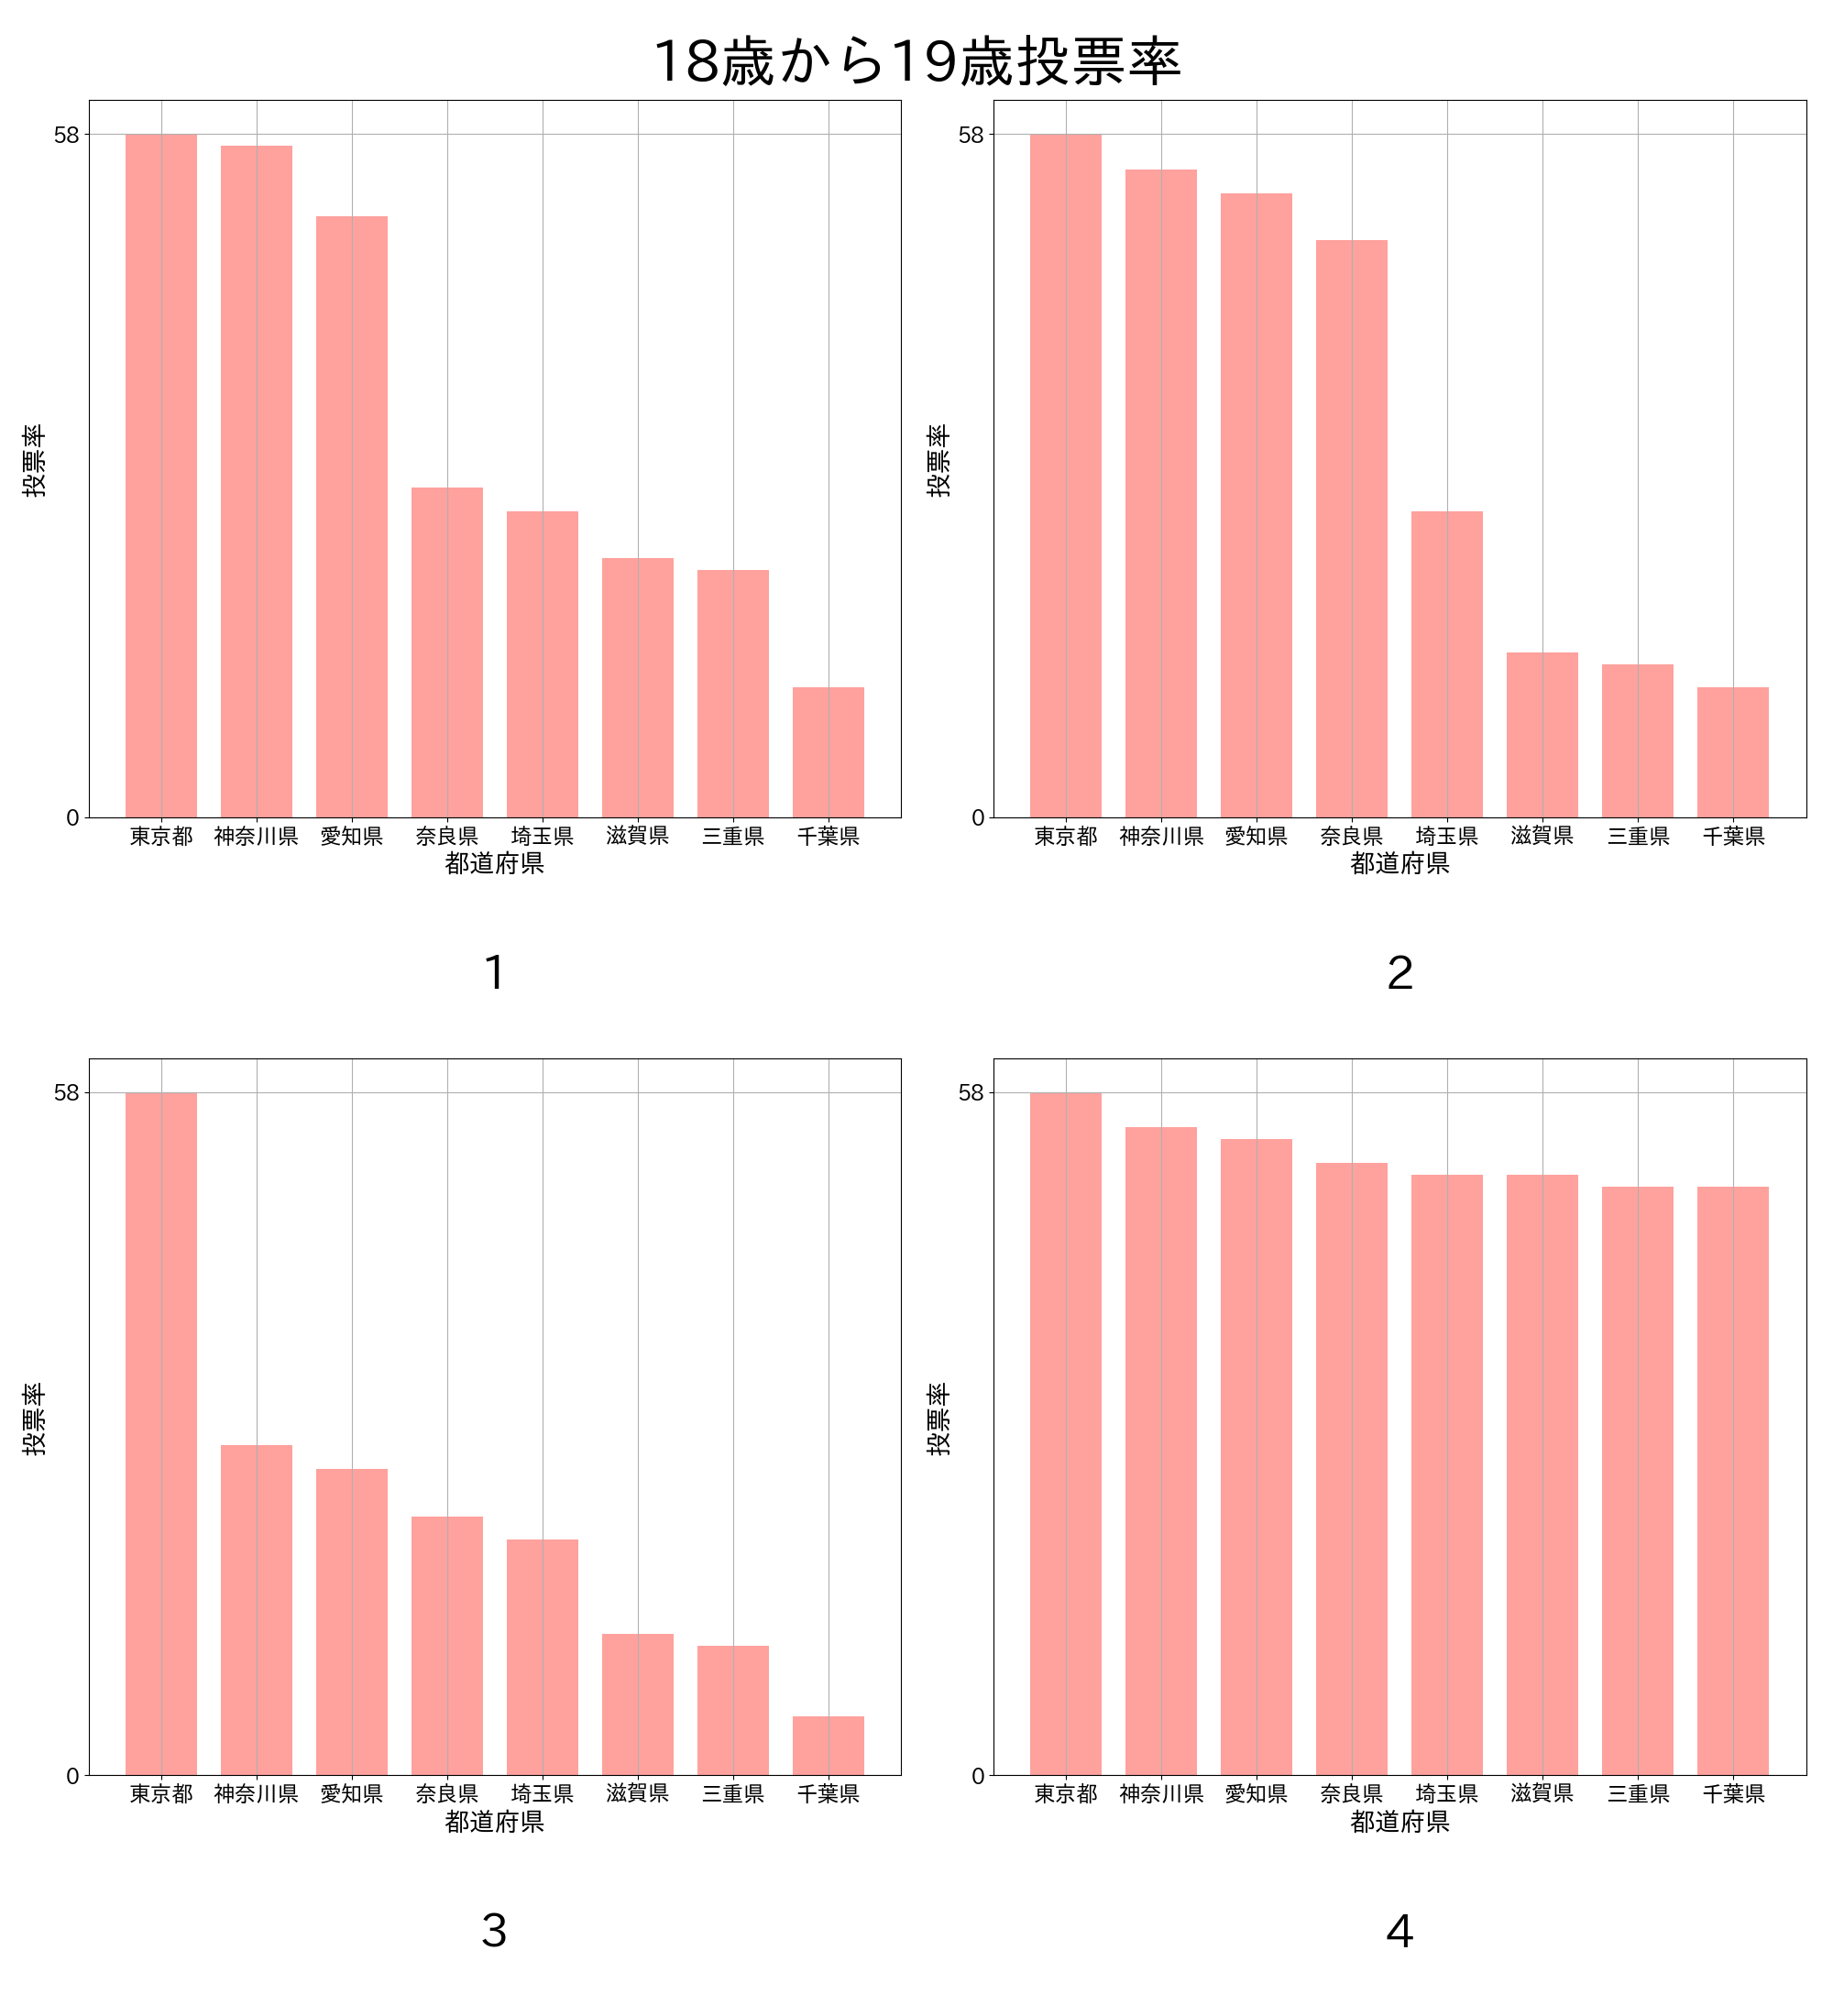 18歳から19歳投票率
58
0
投票率
東京都 神奈川県 愛知県 奈良県 埼玉県 滋賀県 三重県 千葉県
都道府県
1
58
0
投票率
東京都 神奈川県 愛知県 奈良県 埼玉県 滋賀県 三重県 千葉県
都道府県
2
58
0
投票率
東京都 神奈川県 愛知県 奈良県 埼玉県 滋賀県 三重県 千葉県
都道府県
3
58
0
投票率
東京都 神奈川県 愛知県 奈良県 埼玉県 滋賀県 三重県 千葉県
都道府県
4